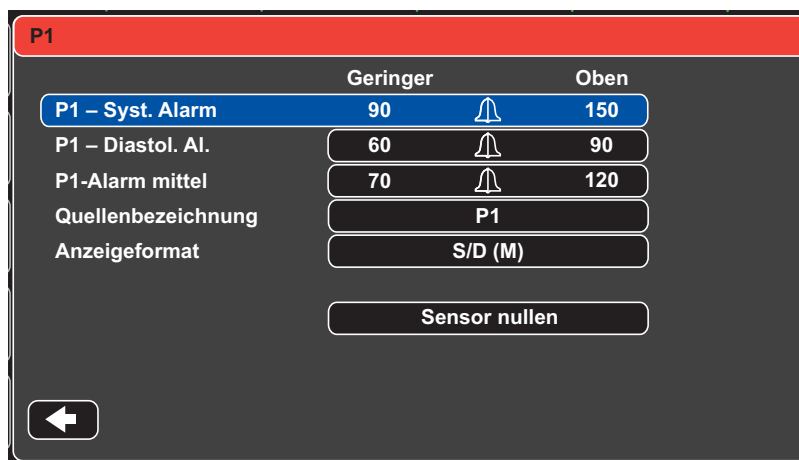 P1
Geringer Oben
P1 – Syst. Alarm 90 150
P1 – Diastol. Al. 60 90
P1-Alarm mittel 70 120
Quellenbezeichnung P1
Anzeigeformat S/D (M)
Sensor nullen